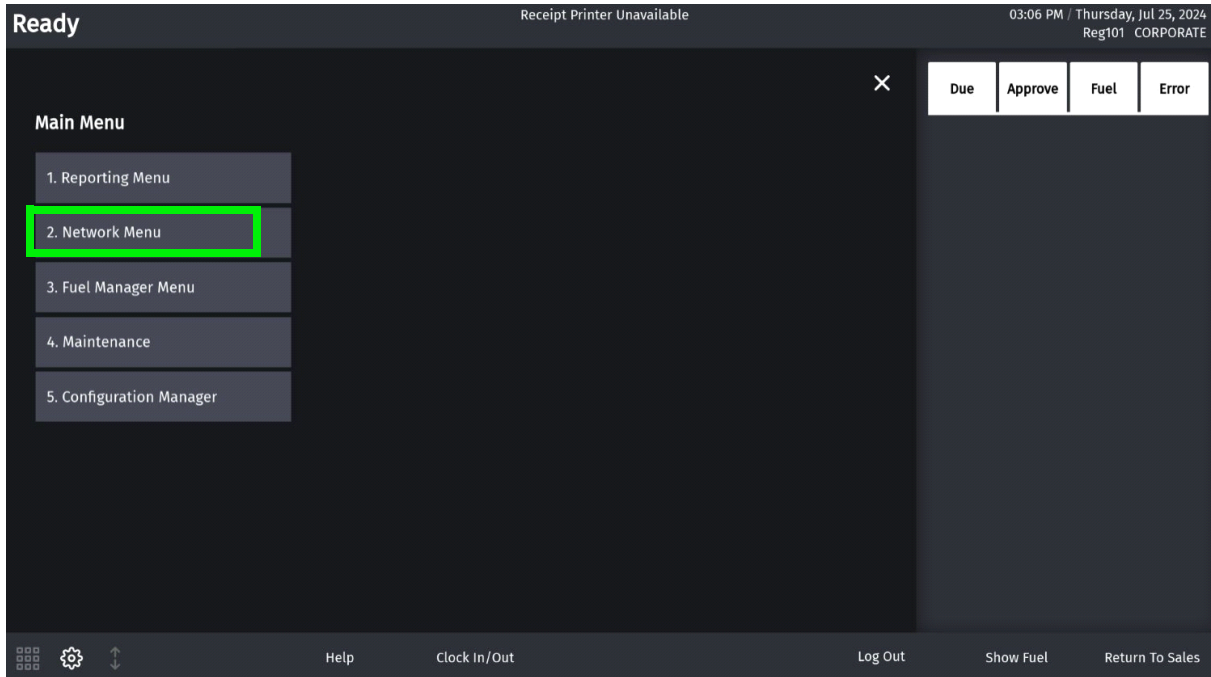 Ready
Receipt Printer Unavailable
03:06 PM / Thursday, Jul 25, 2024
Reg101 CORPORATE
Due Approve Fuel Error
Main Menu
1. Reporting Menu
2. Network Menu
3. Fuel Manager Menu
4. Maintenance
5. Configuration Manager
Help Clock In/Out Log Out Show Fuel Return To Sales